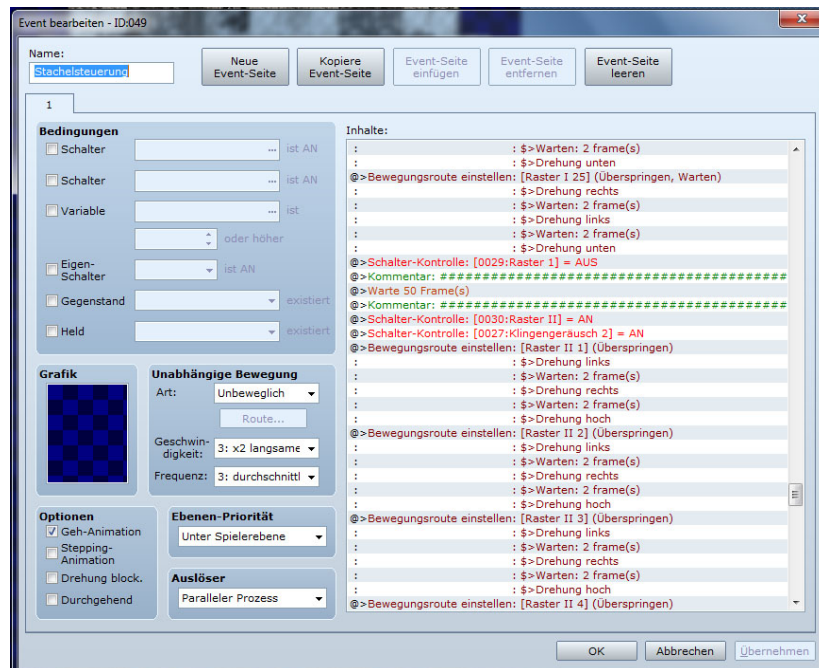 Event bearbeiten - ID:049
Name:
Stachelsteuerung
Neue Event-Seite
Kopiere Event-Seite
Event-Seite einfügen
Event-Seite entfernen
Event-Seite leeren
1
Bedingungen
Schalter ... ist AN
Schalter ... ist AN
Variable ... ist
oder höher
Eigen-Schalter ist AN
Gegenstand existiert
Held existiert
Grafik
Unabhängige Bewegung
Art: Unbeweglich
Route...
Geschwin-digkeit: 3: x2 langsame
Frequenz: 3: durchschnittl
Optionen
Geh-Animation
Stepping-Animation
Drehung block.
Durchgehend
Ebenen-Priorität
Unter Spielerebene
Auslöser
Paralleler Prozess
Inhalte:
: : $>Warten: 2 frame(s)
: : $>Drehung unten
@>Bewegungsroute einstellen: [Raster I 25] (Überspringen, Warten)
: : $>Drehung rechts
: : $>Warten: 2 frame(s)
: : $>Drehung links
: : $>Warten: 2 frame(s)
: : $>Drehung unten
@>Schalter-Kontrolle: [0029:Raster 1] = AUS
@>Kommentar: ##########################################
@>Warte 50 Frame(s)
@>Kommentar: ##########################################
@>Schalter-Kontrolle: [0030:Raster II] = AN
@>Schalter-Kontrolle: [0027:Klingengeräusch 2] = AN
@>Bewegungsroute einstellen: [Raster II 1] (Überspringen)
: : $>Drehung links
: : $>Warten: 2 frame(s)
: : $>Drehung rechts
: : $>Warten: 2 frame(s)
: : $>Drehung hoch
@>Bewegungsroute einstellen: [Raster II 2] (Überspringen)
: : $>Drehung links
: : $>Warten: 2 frame(s)
: : $>Drehung rechts
: : $>Warten: 2 frame(s)
: : $>Drehung hoch
@>Bewegungsroute einstellen: [Raster II 3] (Überspringen)
: : $>Drehung links
: : $>Warten: 2 frame(s)
: : $>Drehung rechts
: : $>Warten: 2 frame(s)
: : $>Drehung hoch
@>Bewegungsroute einstellen: [Raster II 4] (Überspringen)
OK
Abbrechen
Übernehmen